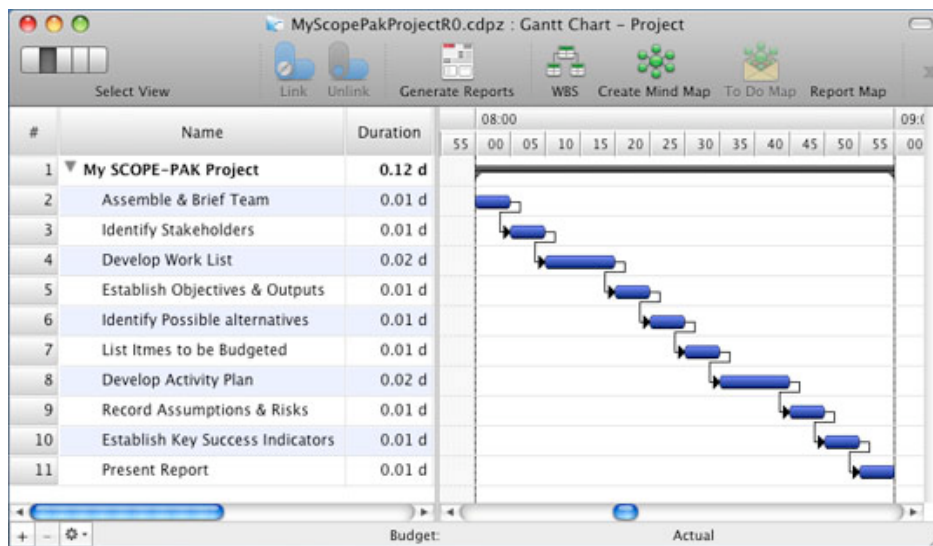 MyScopePakProjectR0.cdpz : Gantt Chart – Project
Select View Link Unlink Generate Reports WBS Create Mind Map To Do Map Report Map
# Name Duration 08:00
55 00 05 10 15 20 25 30 35 40 45 50 55 00
1 My SCOPE-PAK Project 0.12 d
2 Assemble & Brief Team 0.01 d
3 Identify Stakeholders 0.01 d
4 Develop Work List 0.02 d
5 Establish Objectives & Outputs 0.01 d
6 Identify Possible alternatives 0.01 d
7 List Itmes to be Budgeted 0.01 d
8 Develop Activity Plan 0.02 d
9 Record Assumptions & Risks 0.01 d
10 Establish Key Success Indicators 0.01 d
11 Present Report 0.01 d
+ - Budget: Actual